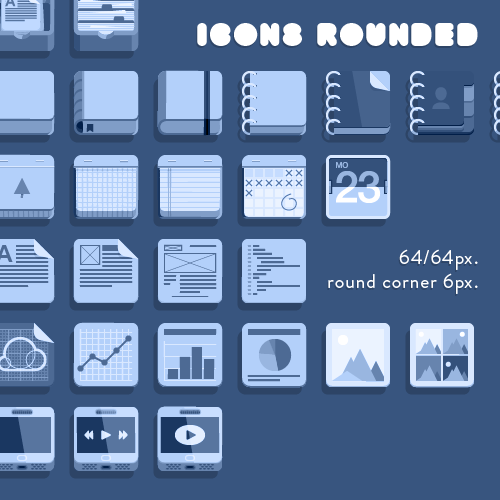 ICONS ROUNDED
A
MO
23
A
64/64px.
round corner 6px.